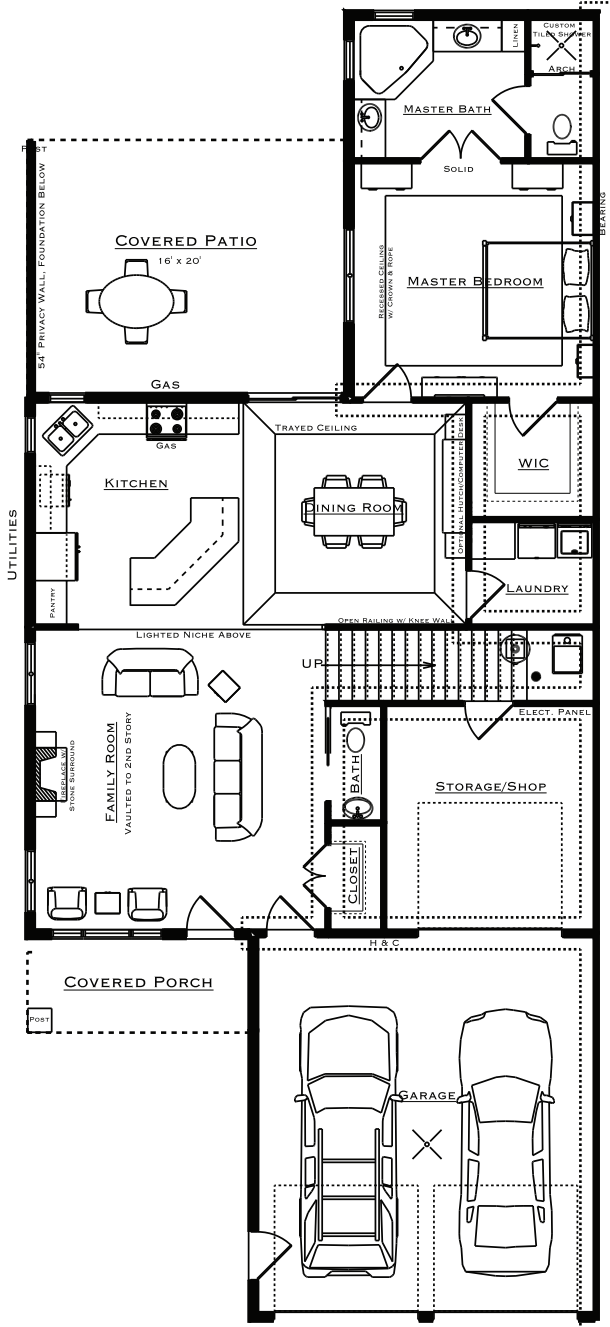 LINEN
CUSTOM
TILED SHOWER
ARCH
MASTER BATH
SOLID
POST
54" PRIVACY WALL, FOUNDATION BELOW
COVERED PATIO
16' x 20'
BEARING
RECESSED CEILING
W/ CROWN & ROPE
MASTER BEDROOM
GAS
GAS
TRAYED CEILING
KITCHEN
DINING ROOM
OPTIONAL HUTCH/COMPUTER DESK
WIC
UTILITIES
PANTRY
LAUNDRY
OPEN RAILING W/ KNEE WALL
LIGHTED NICHE ABOVE
UP
ELECT. PANEL
FAMILY ROOM
VAULTED TO 2ND STORY
FIREPLACE W/
STONE SURROUND
BATH
STORAGE/SHOP
CLOSET
H & C
COVERED PORCH
POST
GARAGE